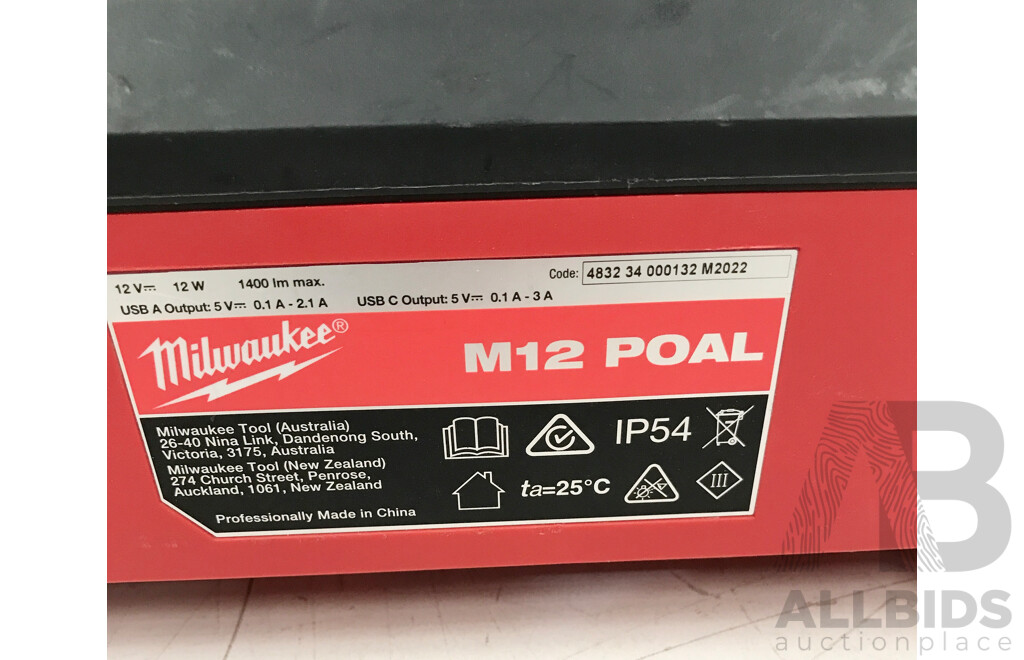 12 V⎓ 12 W 1400 lm max.
Code: 4832 34 000132 M2022
USB A Output: 5 V⎓ 0.1 A - 2.1 A USB C Output: 5 V⎓ 0.1 A - 3 A
Milwaukee®
M12 POAL
Milwaukee Tool (Australia)
26-40 Nina Link, Dandenong South,
Victoria, 3175, Australia
Milwaukee Tool (New Zealand)
274 Church Street, Penrose,
Auckland, 1061, New Zealand
Professionally Made in China
IP54
ta=25°C
III
AB
ALLBIDS
auctionplace